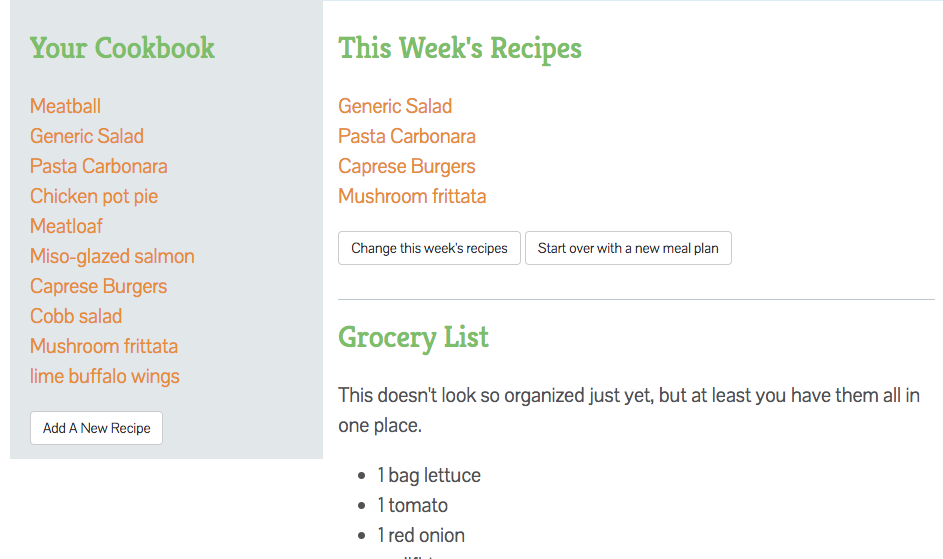 Your Cookbook
Meatball
Generic Salad
Pasta Carbonara
Chicken pot pie
Meatloaf
Miso-glazed salmon
Caprese Burgers
Cobb salad
Mushroom frittata
lime buffalo wings
Add A New Recipe
This Week's Recipes
Generic Salad
Pasta Carbonara
Caprese Burgers
Mushroom frittata
Change this week's recipes
Start over with a new meal plan
Grocery List
This doesn't look so organized just yet, but at least you have them all in
one place.
1 bag lettuce
1 tomato
1 red onion